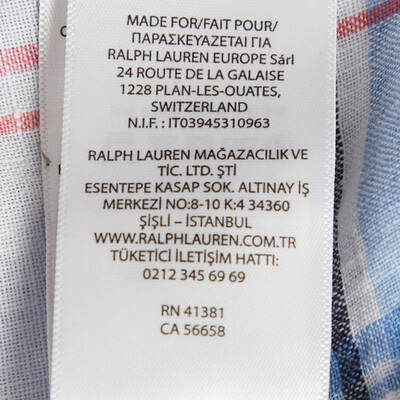 MADE FOR/FAIT POUR/
ΠΑΡΑΣΚΕΥΑΖΕΤΑΙ ΓΙΑ
RALPH LAUREN EUROPE Sárl
24 ROUTE DE LA GALAISE
1228 PLAN-LES-OUATES,
SWITZERLAND
N.I.F. : IT03945310963
RALPH LAUREN MAĞAZACILIK VE
TİC. LTD. ŞTİ
ESENTEPE KASAP SOK. ALTINAY İŞ
MERKEZİ NO:8-10 K:4 34360
ŞİŞLİ – İSTANBUL
WWW.RALPHLAUREN.COM.TR
TÜKETİCİ İLETİŞİM HATTI:
0212 345 69 69
RN 41381
CA 56658